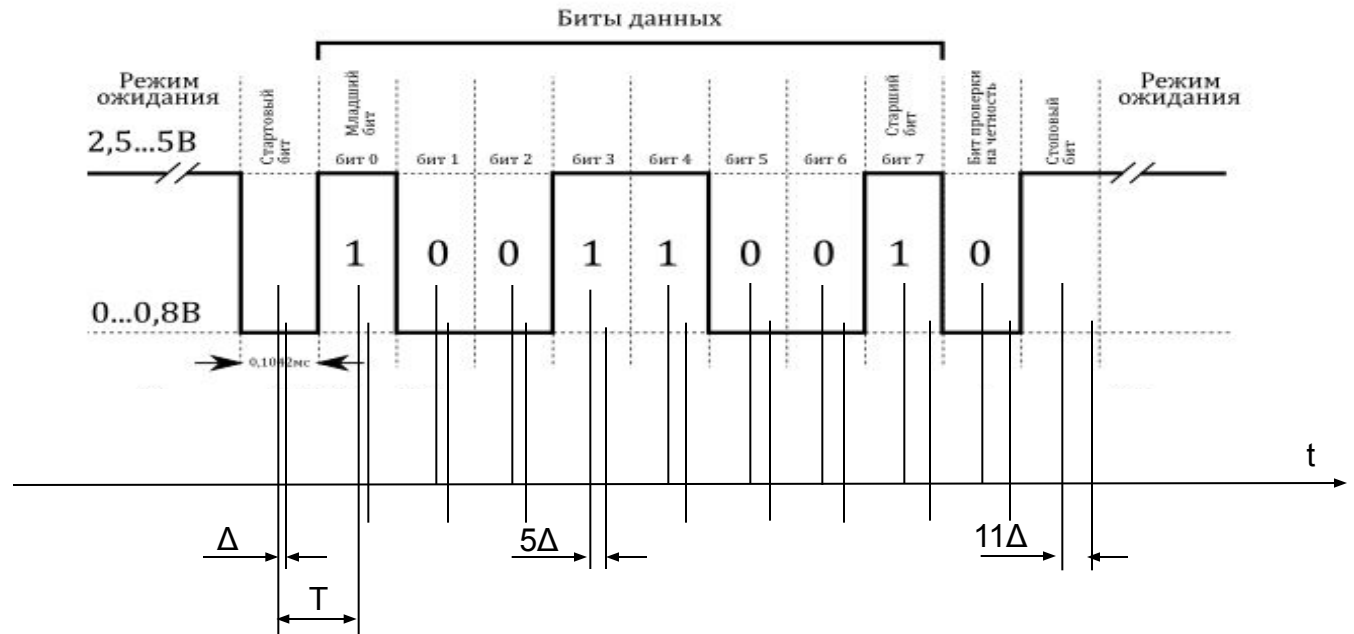 Биты данных
Режим
ожидания
2,5...5В
Стартовый
бит
Младший
бит
Старший
бит
Бит проверки
на четность
Стоповый
бит
Режим
ожидания
бит 0 бит 1 бит 2 бит 3 бит 4 бит 5 бит 6 бит 7
1 0 0 1 1 0 0 1 0
0...0,8В
0,1042мс
t
Δ 5Δ 11Δ
T